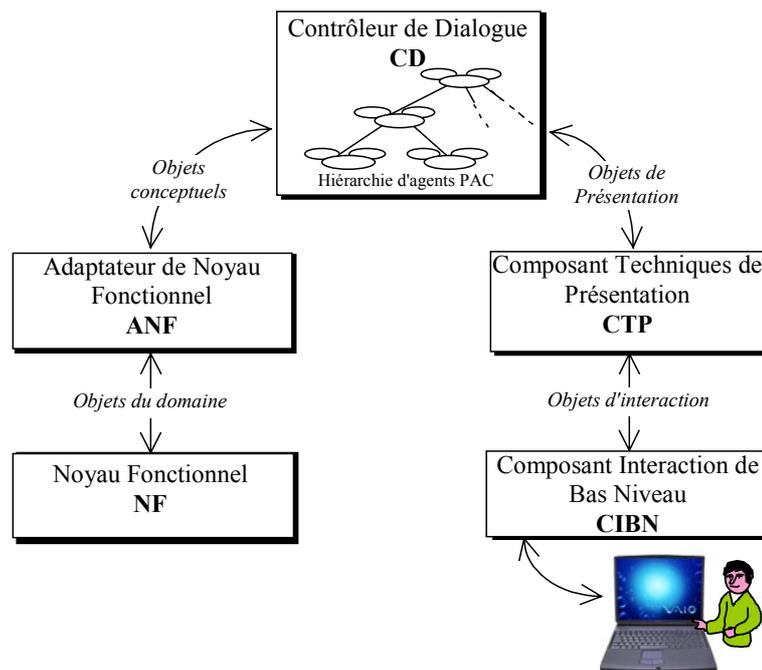 Contrôleur de Dialogue
CD
Hiérarchie d'agents PAC
Objets
conceptuels
Objets de
Présentation
Adaptateur de Noyau
Fonctionnel
ANF
Composant Techniques de
Présentation
CTP
Objets du domaine
Objets d'interaction
Noyau Fonctionnel
NF
Composant Interaction de
Bas Niveau
CIBN
VAIO